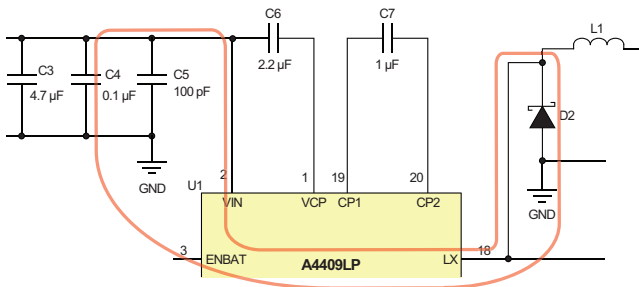 C6
C7
L1
C3
C4
C5
2.2 µF
1 µF
4.7 µF
0.1 µF
100 pF
D2
GND
2
1
19
20
U1
GND
VIN
VCP
CP1
CP2
3
18
ENBAT
LX
A4409LP